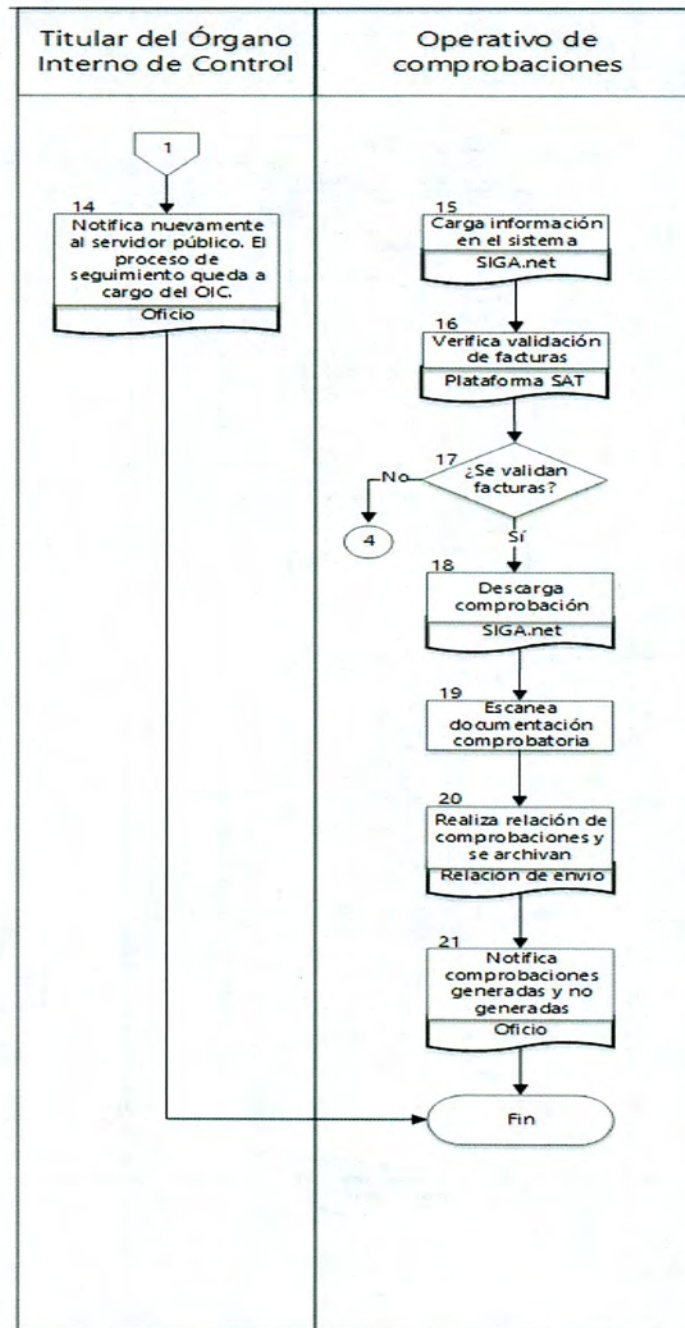 Titular del Órgano
Interno de Control
Operativo de
comprobaciones
1
14
Notifica nuevamente
al servidor público. El
proceso de
seguimiento queda a
cargo del OIC.
Oficio
15
Carga información
en el sistema
SIGA.net
16
Verifica validación
de facturas
Plataforma SAT
17
¿Se validan
facturas?
No
4
Sí
18
Descarga
comprobación
SIGA.net
19
Escanea
documentación
comprobatoria
20
Realiza relación de
comprobaciones y
se archivan
Relación de envío
21
Notifica
comprobaciones
generadas y no
generadas
Oficio
Fin